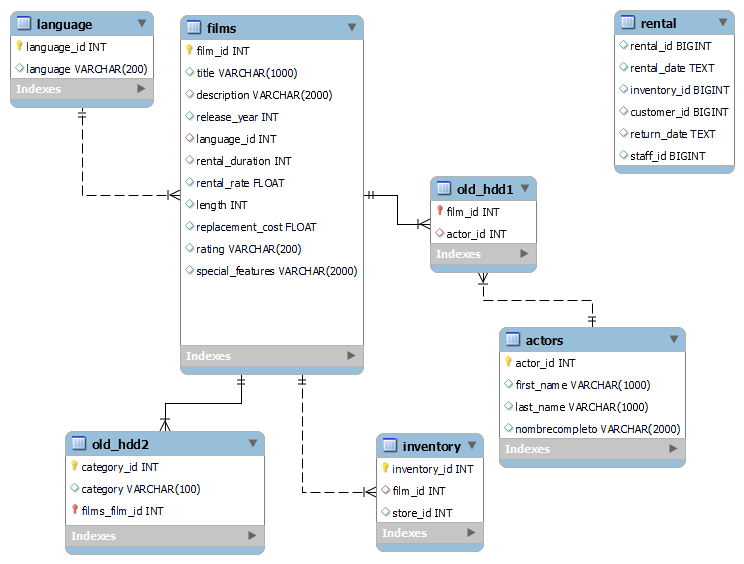 language
language_id INT
language VARCHAR(200)
Indexes
films
film_id INT
title VARCHAR(1000)
description VARCHAR(2000)
release_year INT
language_id INT
rental_duration INT
rental_rate FLOAT
length INT
replacement_cost FLOAT
rating VARCHAR(200)
special_features VARCHAR(2000)
Indexes
rental
rental_id BIGINT
rental_date TEXT
inventory_id BIGINT
customer_id BIGINT
return_date TEXT
staff_id BIGINT
old_hdd1
film_id INT
actor_id INT
Indexes
actors
actor_id INT
first_name VARCHAR(1000)
last_name VARCHAR(1000)
nombrecompleto VARCHAR(2000)
Indexes
old_hdd2
category_id INT
category VARCHAR(100)
films_film_id INT
Indexes
inventory
inventory_id INT
film_id INT
store_id INT
Indexes